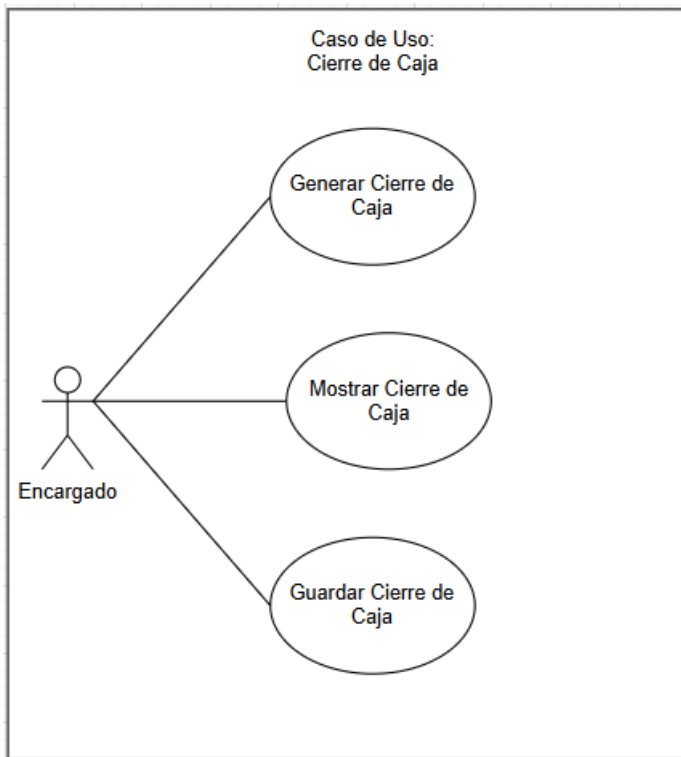 Caso de Uso:
Cierre de Caja
Generar Cierre de
Caja
Mostrar Cierre de
Caja
Encargado
Guardar Cierre de
Caja